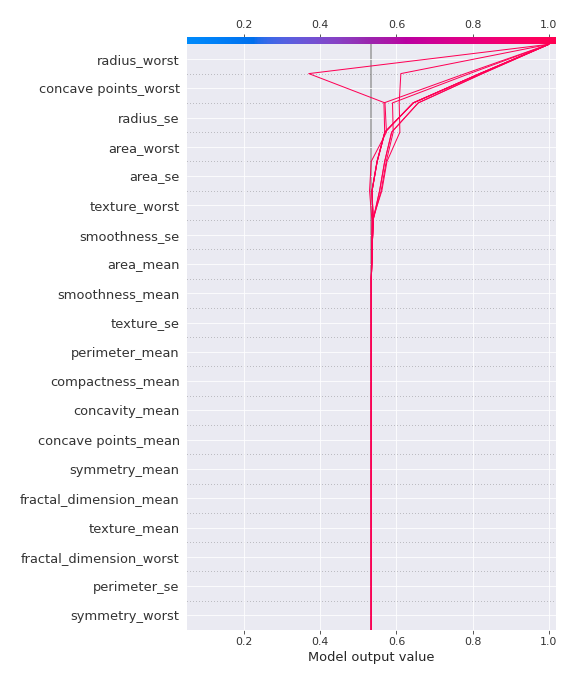 0.2 0.4 0.6 0.8 1.0
radius_worst
concave points_worst
radius_se
area_worst
area_se
texture_worst
smoothness_se
area_mean
smoothness_mean
texture_se
perimeter_mean
compactness_mean
concavity_mean
concave points_mean
symmetry_mean
fractal_dimension_mean
texture_mean
fractal_dimension_worst
perimeter_se
symmetry_worst
0.2 0.4 0.6 0.8 1.0
Model output value